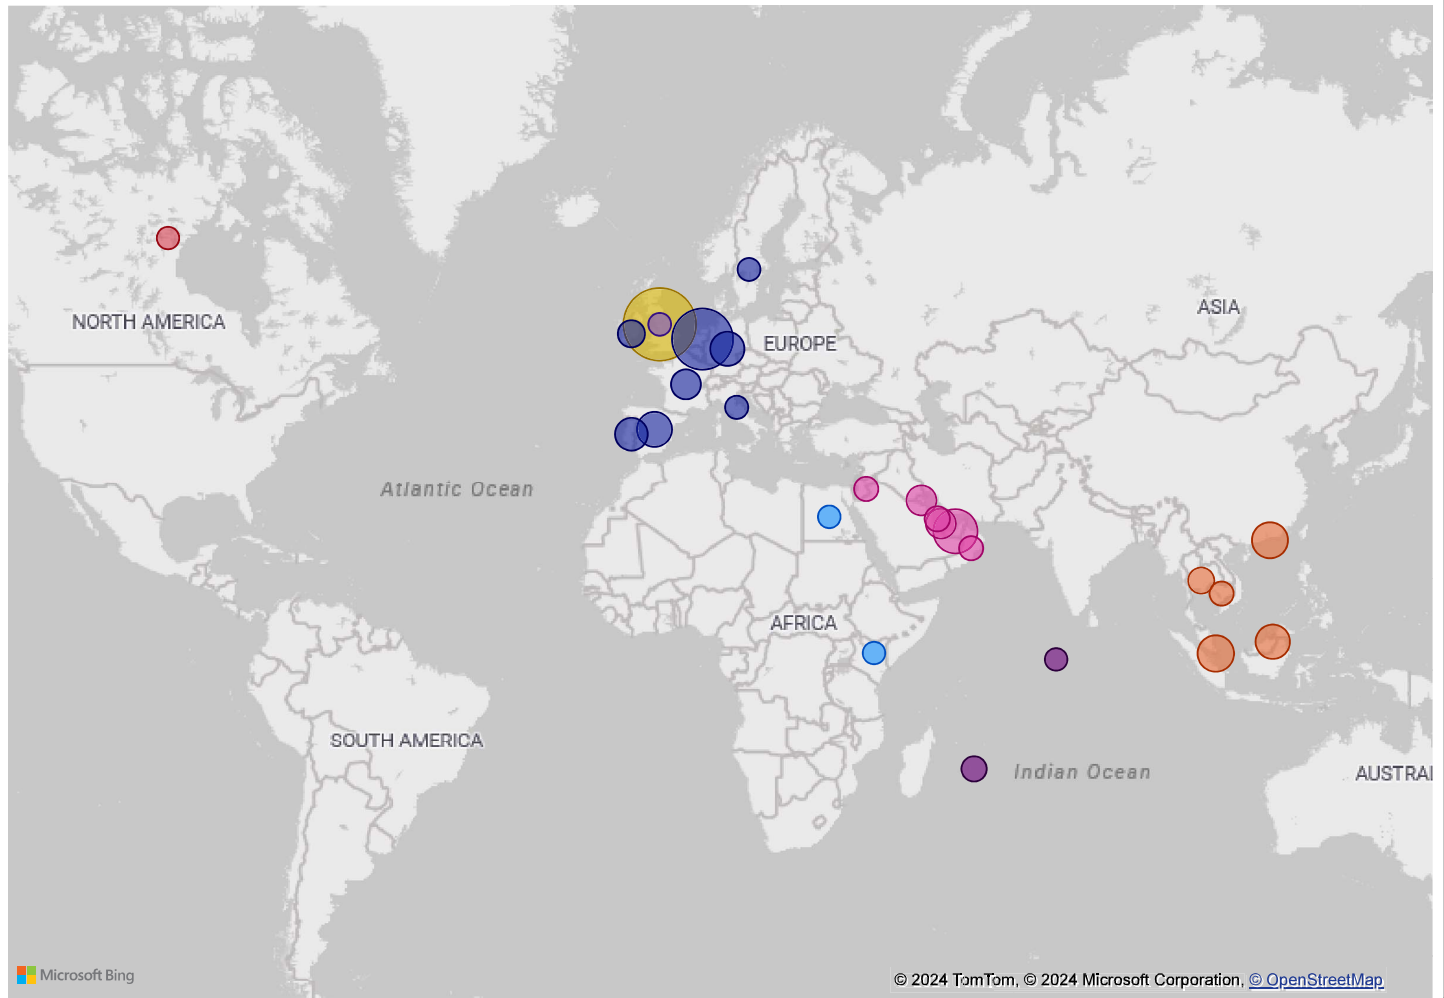 ASIA
NORTH AMERICA
EUROPE
Atlantic Ocean
AFRICA
SOUTH AMERICA
Indian Ocean
AUSTRAL
Microsoft Bing
© 2024 TomTom, © 2024 Microsoft Corporation, © OpenStreetMap